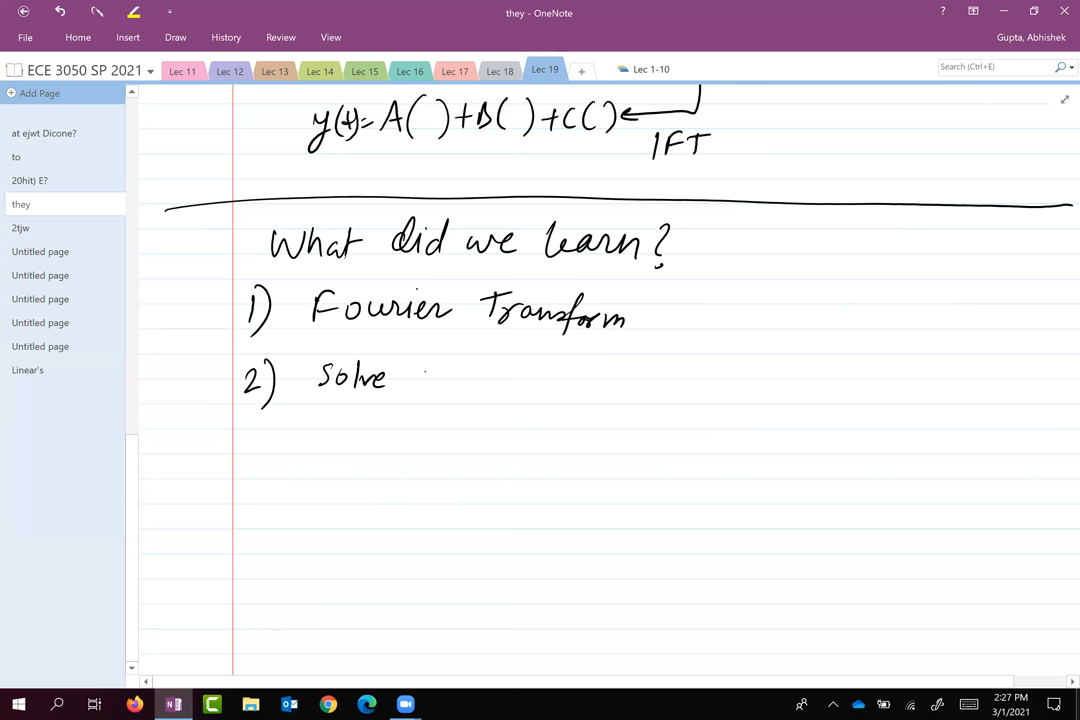 they - OneNote
?
File Home Insert Draw History Review View
Gupta, Abhishek
ECE 3050 SP 2021
Lec 11 Lec 12 Lec 13 Lec 14 Lec 15 Lec 16 Lec 17 Lec 18 Lec 19 + Lec 1-10
Search (Ctrl+E)
Add Page
at ejwt Dicone?
to
20hit) E?
they
2tjw
Untitled page
Untitled page
Untitled page
Untitled page
Untitled page
Linear's
y(t)= A( )+B( )+C( )
IFT
What did we learn?
1) Fourier Transform
2) Solve
2:27 PM
3/1/2021